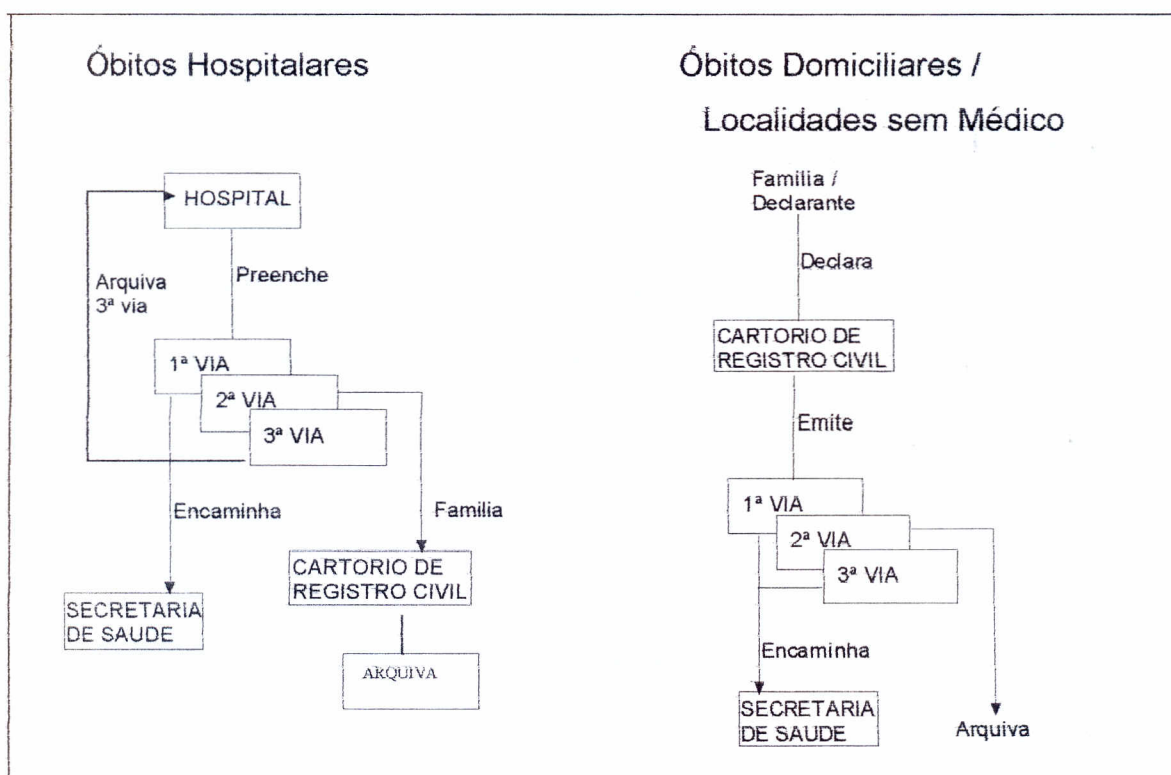 Óbitos Hospitalares
HOSPITAL
Arquiva
3ª via
Preenche
1ª VIA
2ª VIA
3ª VIA
Encaminha
Familia
CARTORIO DE
REGISTRO CIVIL
SECRETARIA
DE SAUDE
ARQUIVA
Óbitos Domiciliares /
Localidades sem Médico
Familia /
Declarante
Declara
CARTORIO DE
REGISTRO CIVIL
Emite
1ª VIA
2ª VIA
3ª VIA
Encaminha
SECRETARIA
DE SAUDE
Arquiva